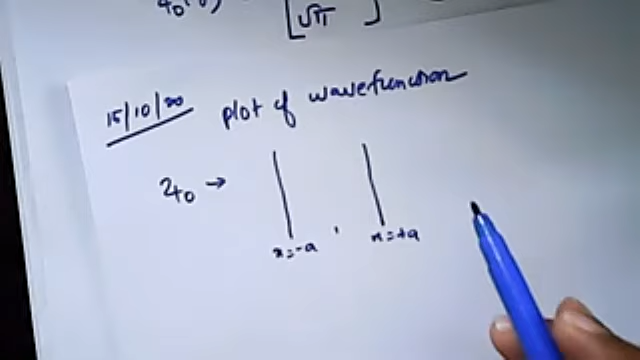 [√π]
15/10/20 plot of wavefunction
ψ₀ →
x=-a, x=+a